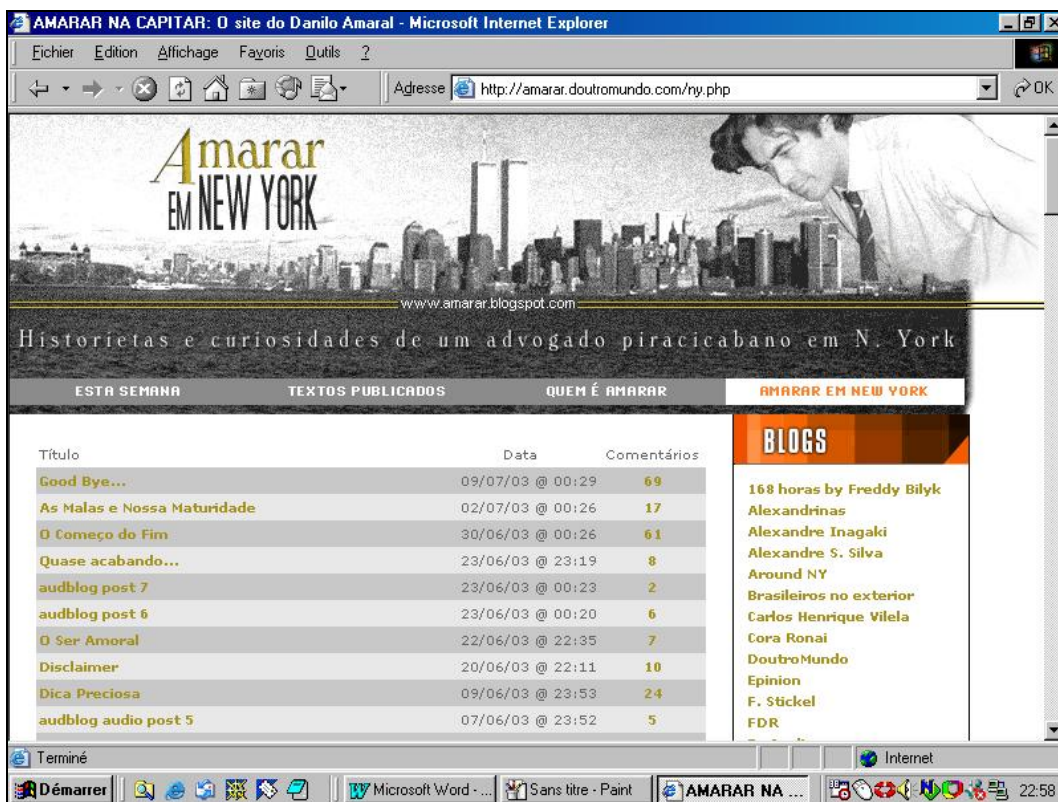 AMARAR NA CAPITAR: O site do Danilo Amaral - Microsoft Internet Explorer
Fichier Edition Affichage Favoris Outils ?
Adresse http://amarar.doutromundo.com/ny.php OK
Amarar
EM NEW YORK
www.amarar.blogspot.com
Historietas e curiosidades de um advogado piracicabano em N. York
ESTA SEMANA TEXTOS PUBLICADOS QUEM É AMARAR AMARAR EM NEW YORK
Título Data Comentários
Good Bye... 09/07/03 @ 00:29 69
As Malas e Nossa Maturidade 02/07/03 @ 00:26 17
O Começo do Fim 30/06/03 @ 00:26 61
Quase acabando... 23/06/03 @ 23:19 8
audblog post 7 23/06/03 @ 00:23 2
audblog post 6 23/06/03 @ 00:20 6
O Ser Amoral 22/06/03 @ 22:35 7
Disclaimer 20/06/03 @ 22:11 10
Dica Preciosa 09/06/03 @ 23:53 24
audblog audio post 5 07/06/03 @ 23:52 5
BLOGS
168 horas by Freddy Bilyk
Alexandrinas
Alexandre Inagaki
Alexandre S. Silva
Around NY
Brasileiros no exterior
Carlos Henrique Vilela
Cora Ronai
DoutroMundo
Epinion
F. Stickel
FDR
Terminé Internet
Démarrer Microsoft Word - ... Sans titre - Paint AMARAR NA ... 22:58